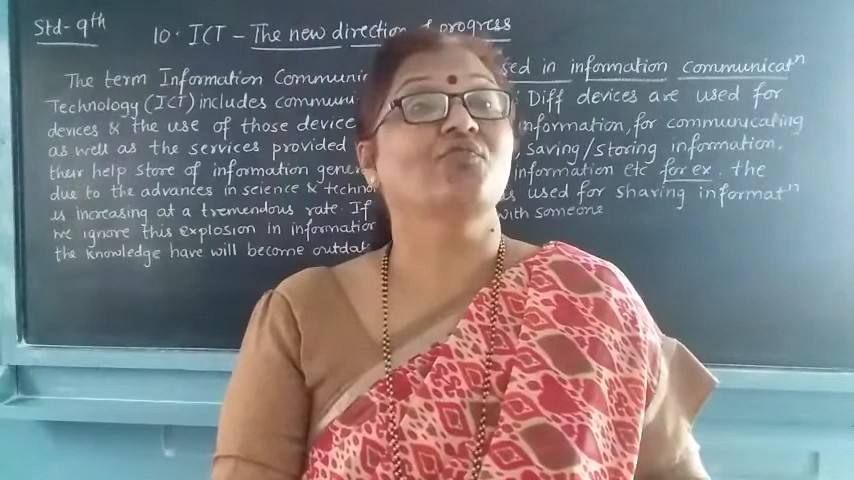 Std- 9th
10. ICT - The new direction of progress
The term Information Communic
Technology (ICT) includes communi
devices & the use of those device
as well as the services provided
their help store of information gene
due to the advances in science & techno
is increasing at a tremendous rate. If
we ignore this explosion in information
the knowledge have will become outdat
sed in information communicatn
Diff devices are used for
information, for communicating
, saving/storing information,
information etc for ex. the
is used for sharing informatn
with someone